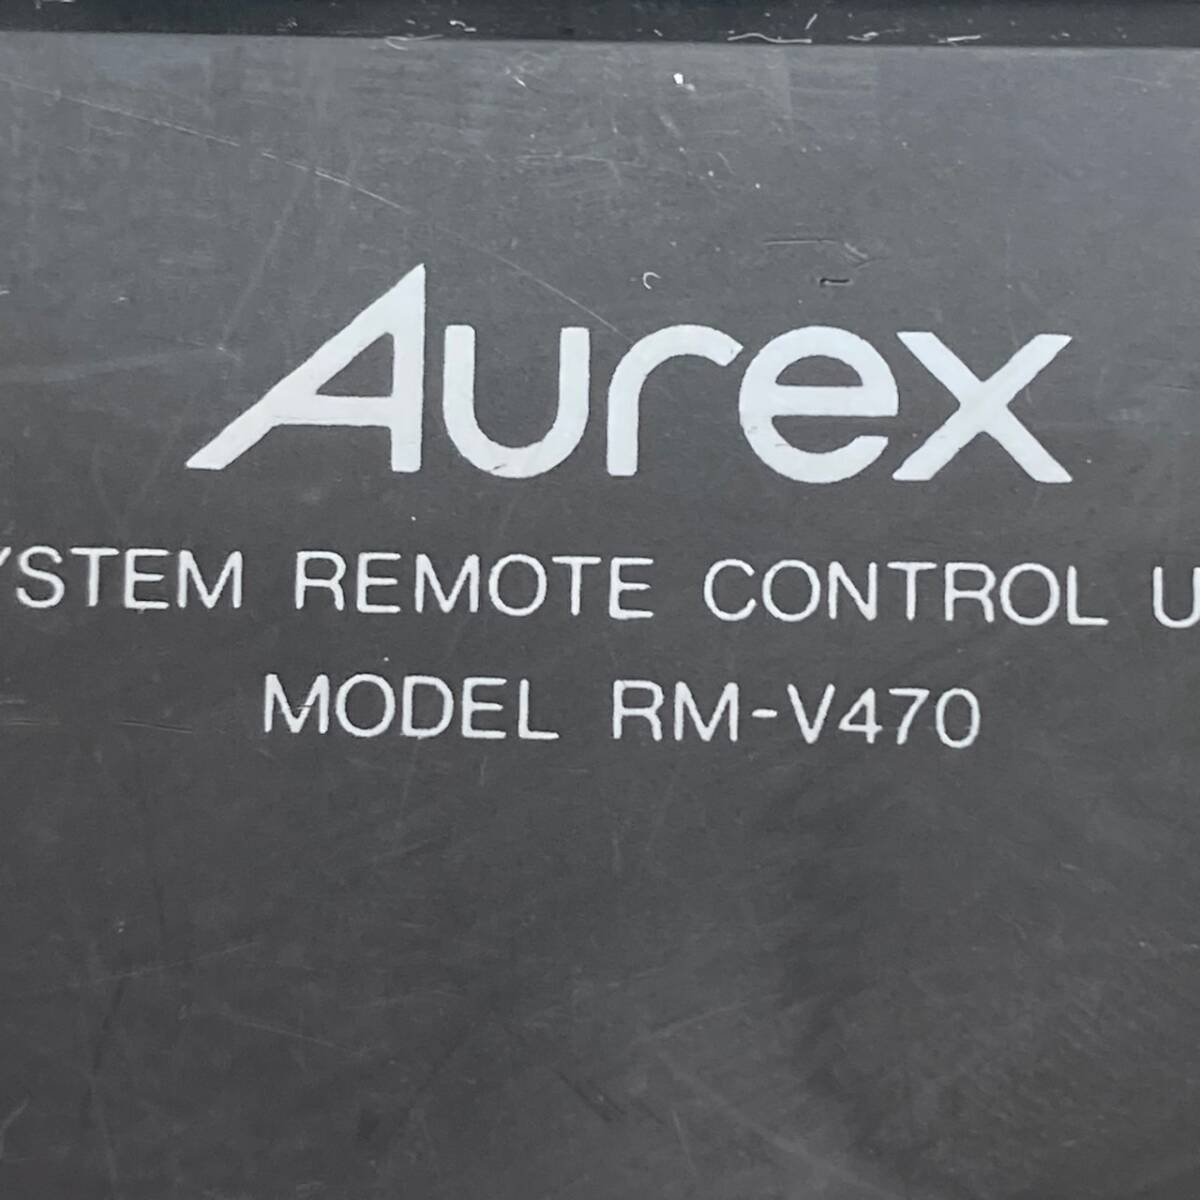 Aurex
YSTEM REMOTE CONTROL U
MODEL RM-V470